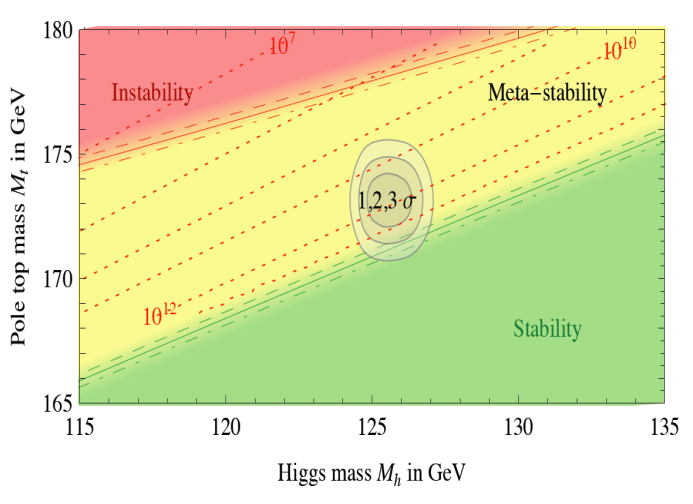 180
175
170
165
115
120
125
130
135
Pole top mass M_t in GeV
Higgs mass M_h in GeV
10^7
10^10
Instability
Meta−stability
1,2,3 σ
10^12
Stability